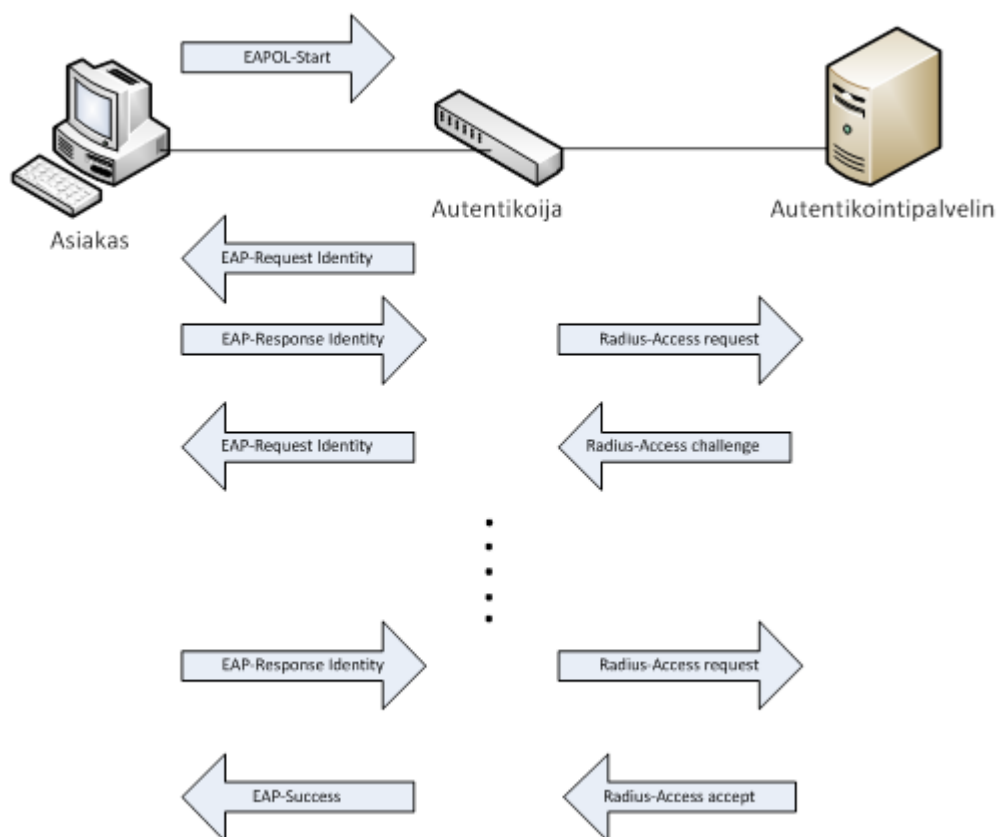 EAPOL-Start
Asiakas
Autentikoija
Autentikointipalvelin
EAP-Request Identity
EAP-Response Identity
Radius-Access request
EAP-Request Identity
Radius-Access challenge
EAP-Response Identity
Radius-Access request
EAP-Success
Radius-Access accept